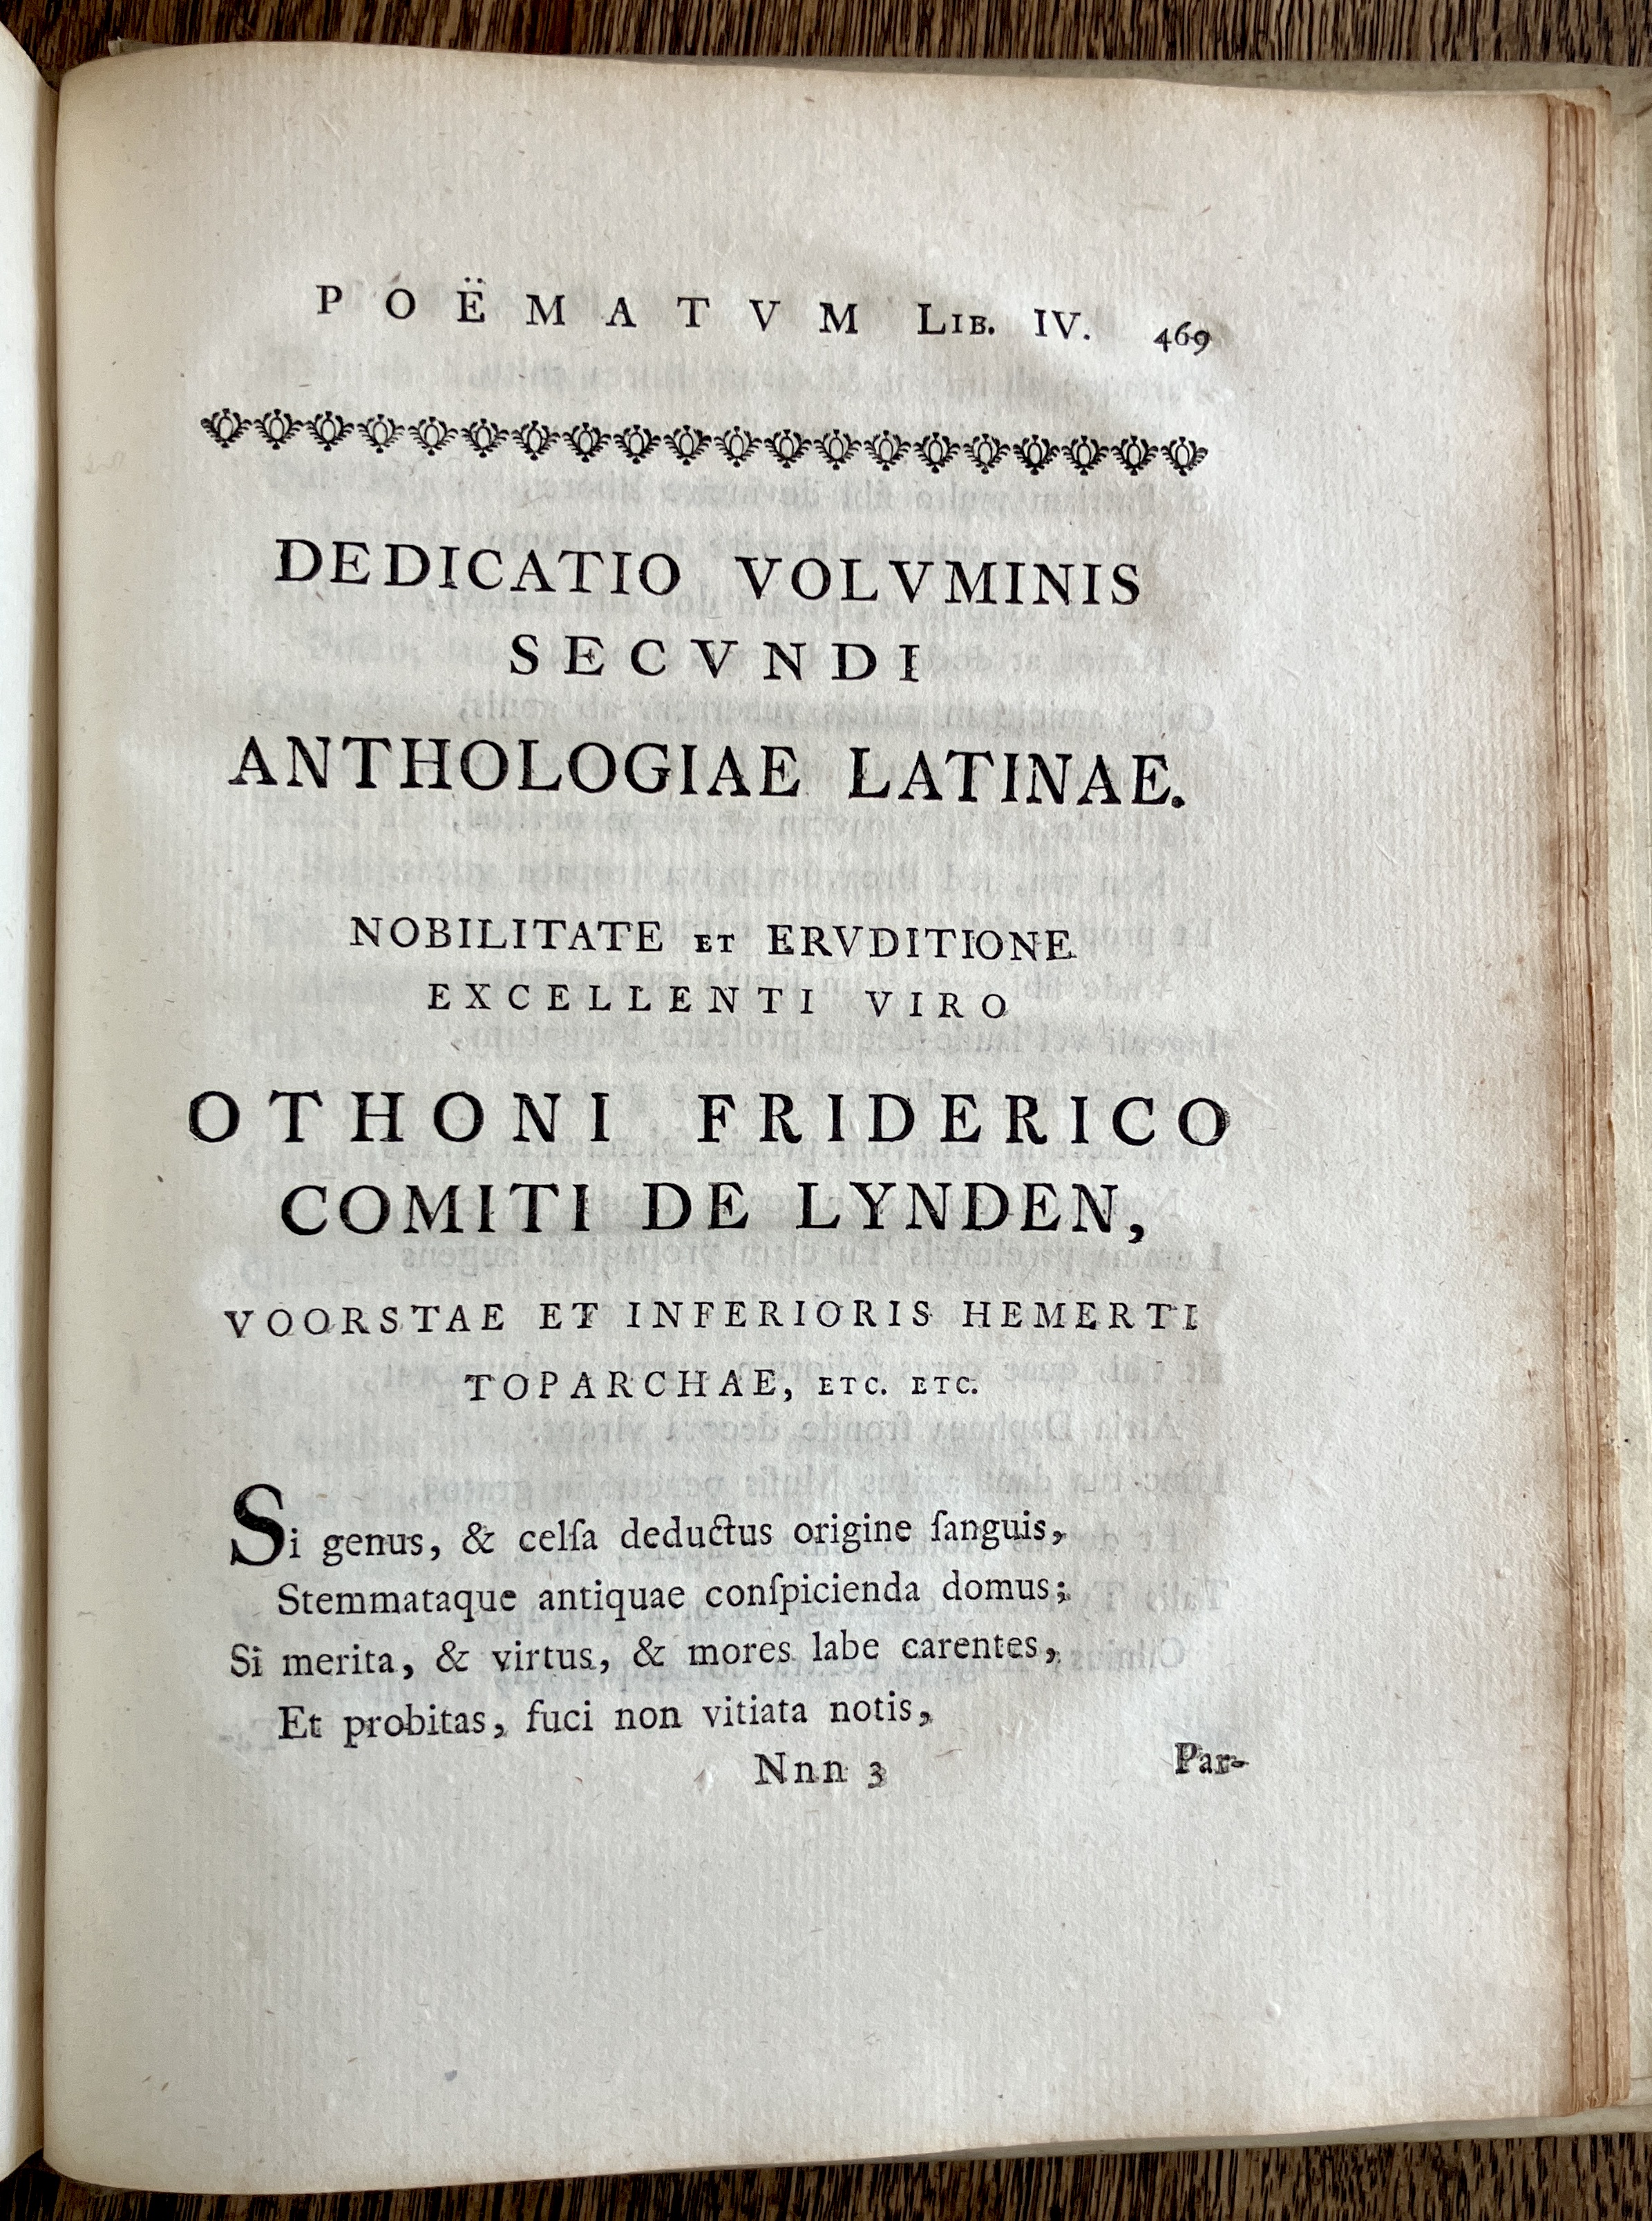 POËMATVM LIB. IV. 469
DEDICATIO VOLVMINIS
SECVNDI
ANTHOLOGIAE LATINAE.
NOBILITATE ET ERVDITIONE
EXCELLENTI VIRO
OTHONI FRIDERICO
COMITI DE LYNDEN,
VOORSTAE ET INFERIORIS HEMERTI
TOPARCHAE, ETC. ETC.
Si genus, & celſa deductus origine ſanguis,
Stemmataque antiquae conſpicienda domus;
Si merita, & virtus, & mores labe carentes,
Et probitas, fuci non vitiata notis,
Nnn 3 Par-